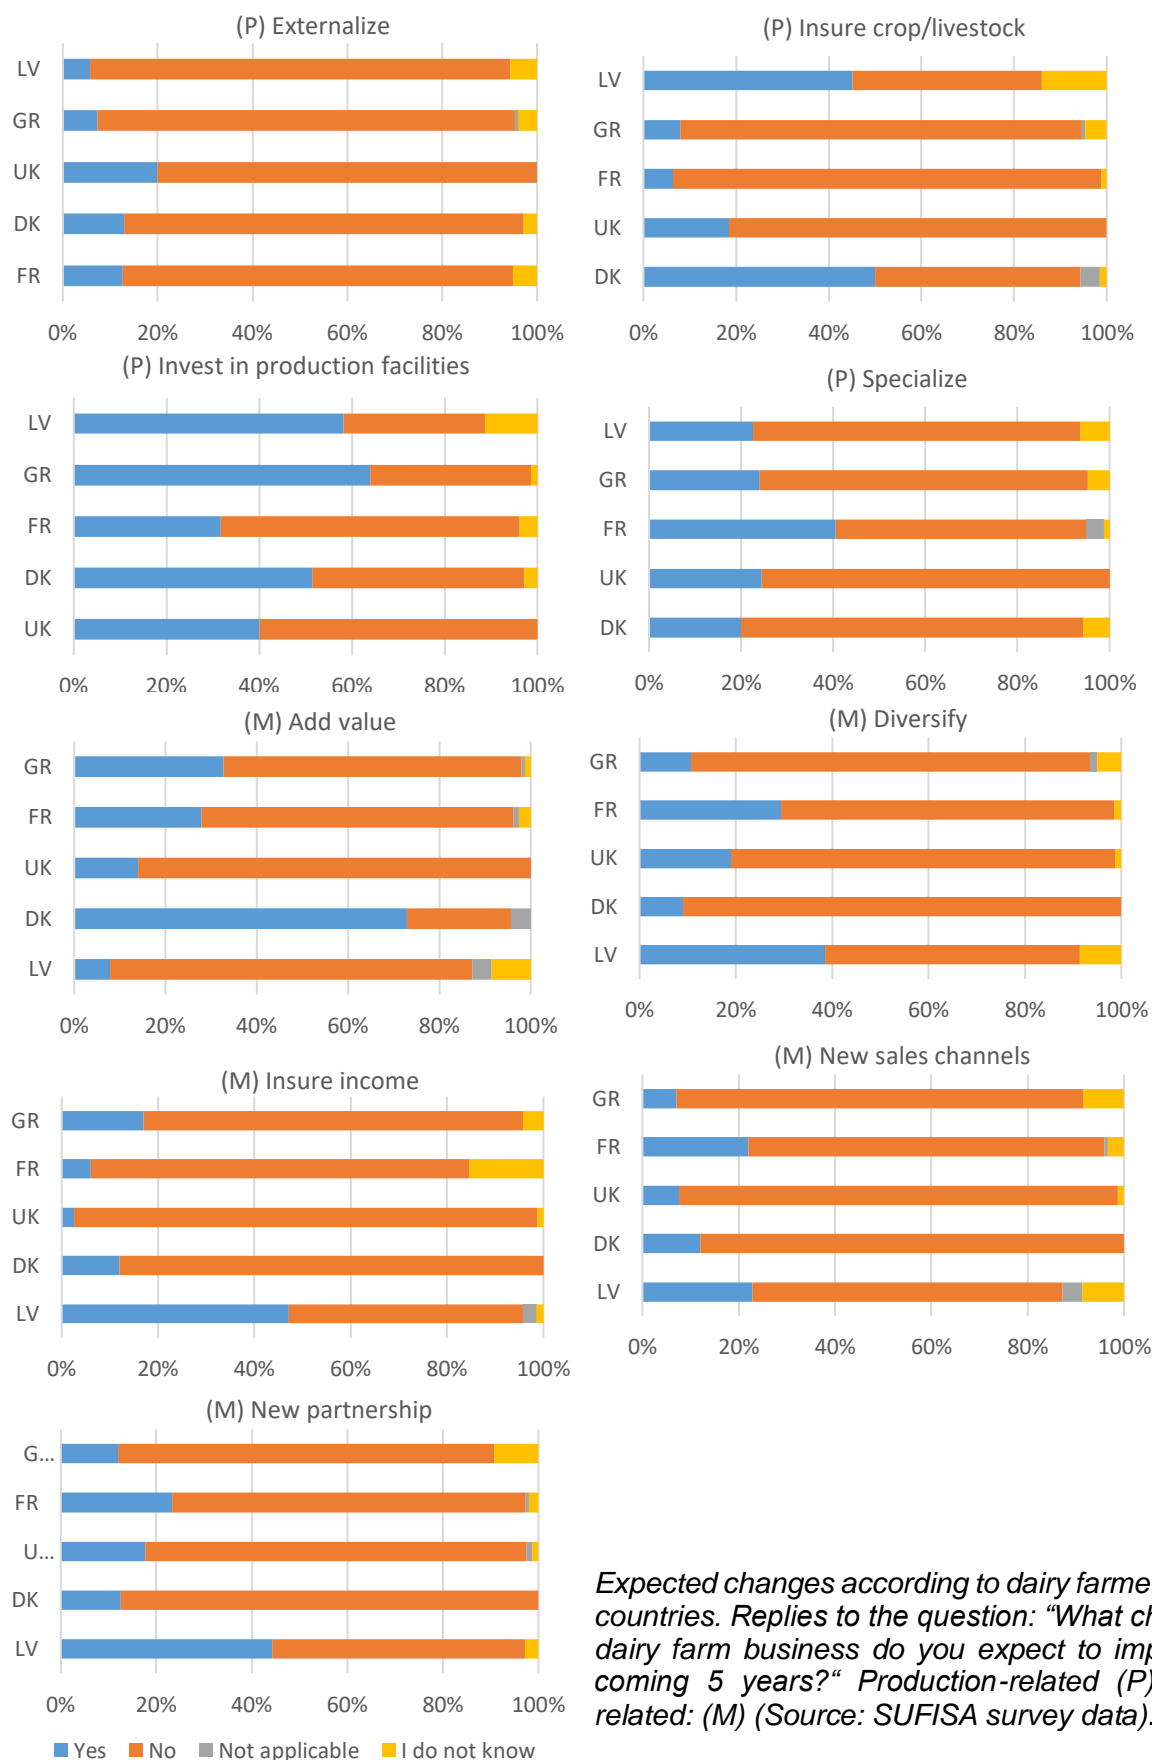 (P) Externalize
LV
GR
UK
DK
FR
0% 20% 40% 60% 80% 100%
(P) Insure crop/livestock
LV
GR
FR
UK
DK
0% 20% 40% 60% 80% 100%
(P) Invest in production facilities
LV
GR
FR
DK
UK
0% 20% 40% 60% 80% 100%
(P) Specialize
LV
GR
FR
UK
DK
0% 20% 40% 60% 80% 100%
(M) Add value
GR
FR
UK
DK
LV
0% 20% 40% 60% 80% 100%
(M) Diversify
GR
FR
UK
DK
LV
0% 20% 40% 60% 80% 100%
(M) Insure income
GR
FR
UK
DK
LV
0% 20% 40% 60% 80% 100%
(M) New sales channels
GR
FR
UK
DK
LV
0% 20% 40% 60% 80% 100%
(M) New partnership
G...
FR
U...
DK
LV
0% 20% 40% 60% 80% 100%
Yes No Not applicable I do not know
Expected changes according to dairy farme
countries. Replies to the question: “What ch
dairy farm business do you expect to imp
coming 5 years?“ Production-related (P)
related: (M) (Source: SUFISA survey data).